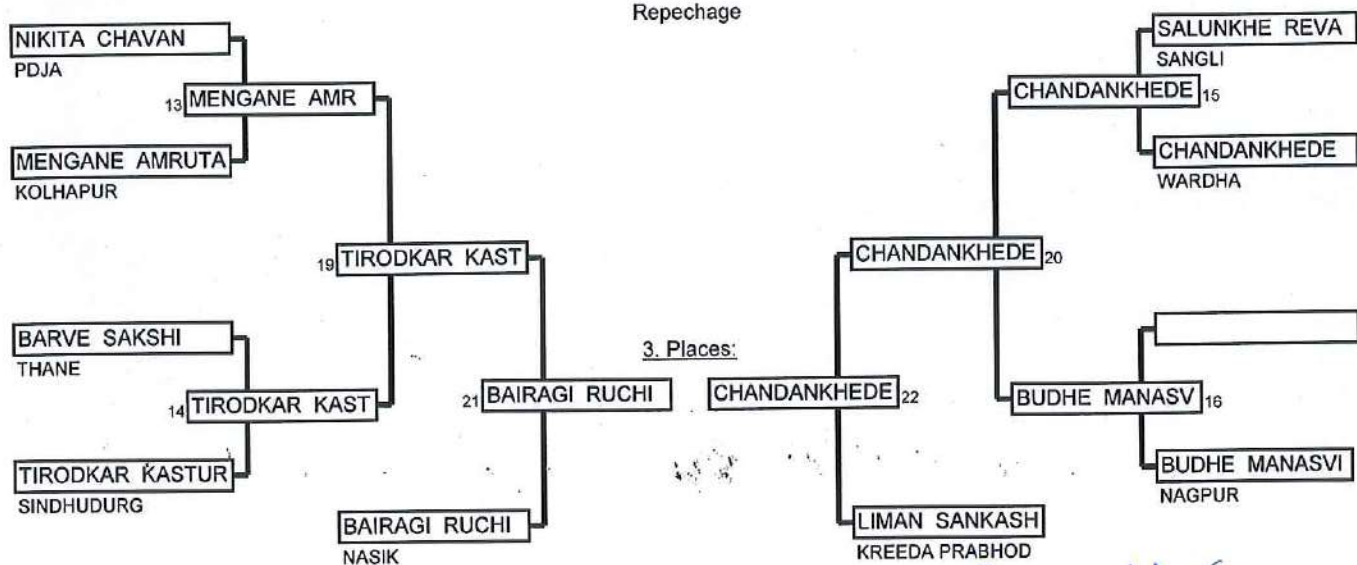 Repechage
NIKITA CHAVAN
PDJA
13 MENGANE AMR
MENGANE AMRUTA
KOLHAPUR
19 TIRODKAR KAST
BARVE SAKSHI
THANE
14 TIRODKAR KAST
TIRODKAR KASTUR
SINDHUDURG
21 BAIRAGI RUCHI
BAIRAGI RUCHI
NASIK
3. Places:
SALUNKHE REVA
SANGLI
CHANDANKHEDE 15
CHANDANKHEDE
WARDHA
CHANDANKHEDE 20
BUDHE MANASV 16
BUDHE MANASVI
NAGPUR
CHANDANKHEDE 22
LIMAN SANKASH
KREEDA PRABHOD